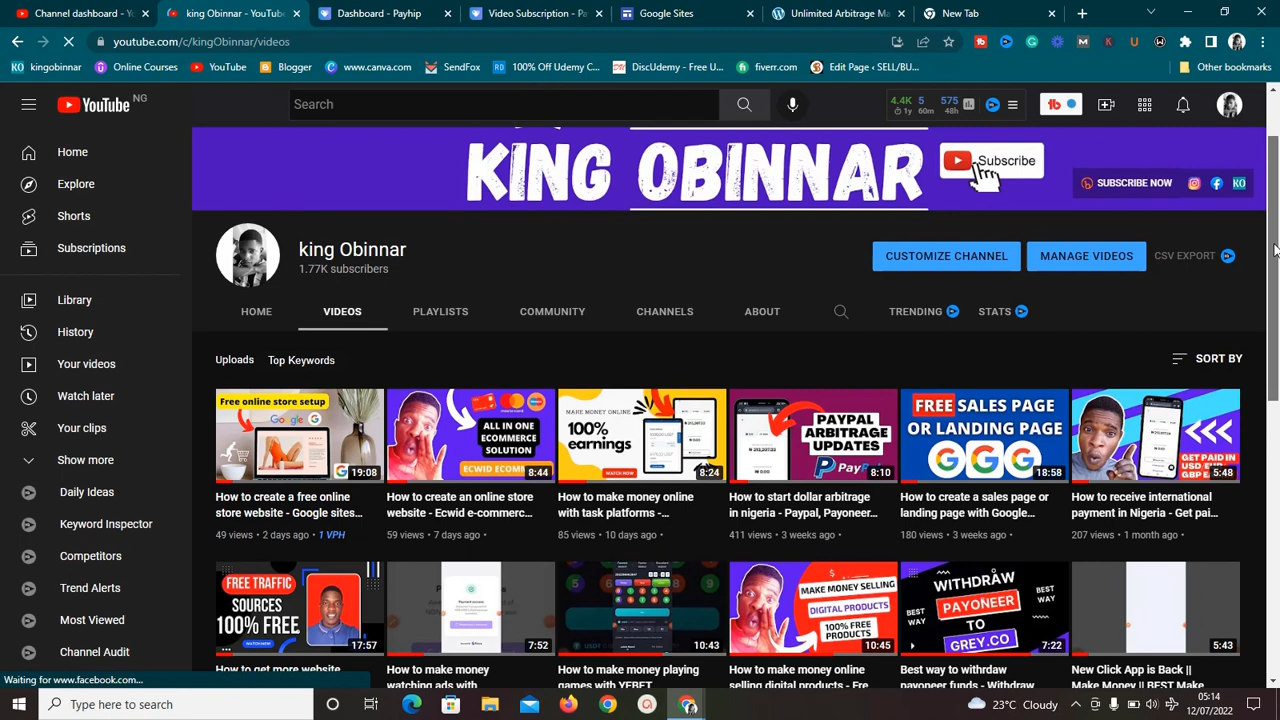 Channel dashboard - Yo
king Obinnar - YouTube
Dashboard - Payhip
Video Subscription - Pa
Google Sites
Unlimited Arbitrage Ma
New Tab
youtube.com/c/kingObinnar/videos
kingobinnar
Online Courses
YouTube
Blogger
www.canva.com
SendFox
100% Off Udemy C...
DiscUdemy - Free U...
fiverr.com
Edit Page ‹ SELL/BU...
Other bookmarks
YouTube NG
Search
4.4K 5 575
1y 60m 48h
KING OBINNAR
Subscribe
SUBSCRIBE NOW
king Obinnar
1.77K subscribers
CUSTOMIZE CHANNEL
MANAGE VIDEOS
CSV EXPORT
HOME
VIDEOS
PLAYLISTS
COMMUNITY
CHANNELS
ABOUT
TRENDING
STATS
Uploads
Top Keywords
SORT BY
Home
Explore
Shorts
Subscriptions
Library
History
Your videos
Watch later
Your clips
Show more
Daily Ideas
Keyword Inspector
Competitors
Trend Alerts
Most Viewed
Channel Audit
Free online store setup
Google
19:08
How to create a free online
store website - Google sites...
49 views • 2 days ago • 1 VPH
ALL IN ONE
ECOMMERCE
SOLUTION
ECWID ECOM
8:44
How to create an online store
website - Ecwid e-commerc...
59 views • 7 days ago •
MAKE MONEY ONLINE
100%
earnings
WATCH NOW
8:24
How to make money online
with task platforms -...
85 views • 10 days ago •
PAYPAL
ARBITRAGE
UPDATES
PayP
8:10
How to start dollar arbitrage
in nigeria - Paypal, Payoneer...
411 views • 3 weeks ago •
FREE SALES PAGE
OR LANDING PAGE
18:58
How to create a sales page or
landing page with Google...
180 views • 3 weeks ago •
GET PAID
IN USD E
GBP E
5:48
How to receive international
payment in Nigeria - Get pai...
207 views • 1 month ago •
FREE TRAFFIC
SOURCES
100% FREE
17:57
How to get more website
7:52
How to make money
watching ads with
10:43
How to make money playing
games with YEBET
MAKE MONEY SELLING
DIGITAL PRODUCTS
100% FREE
PRODUCTS
10:45
How to make money online
selling digital products - Fre
WITHDRAW
BEST
WAY
PAYONEER
BEST
WAY
TO
GREY.CO
7:22
Best way to withdraw
payoneer funds - Withdraw
5:43
New Click App is Back ||
Make Money || BEST Make
Waiting for www.facebook.com...
Type here to search
23°C Cloudy
05:14
12/07/2022